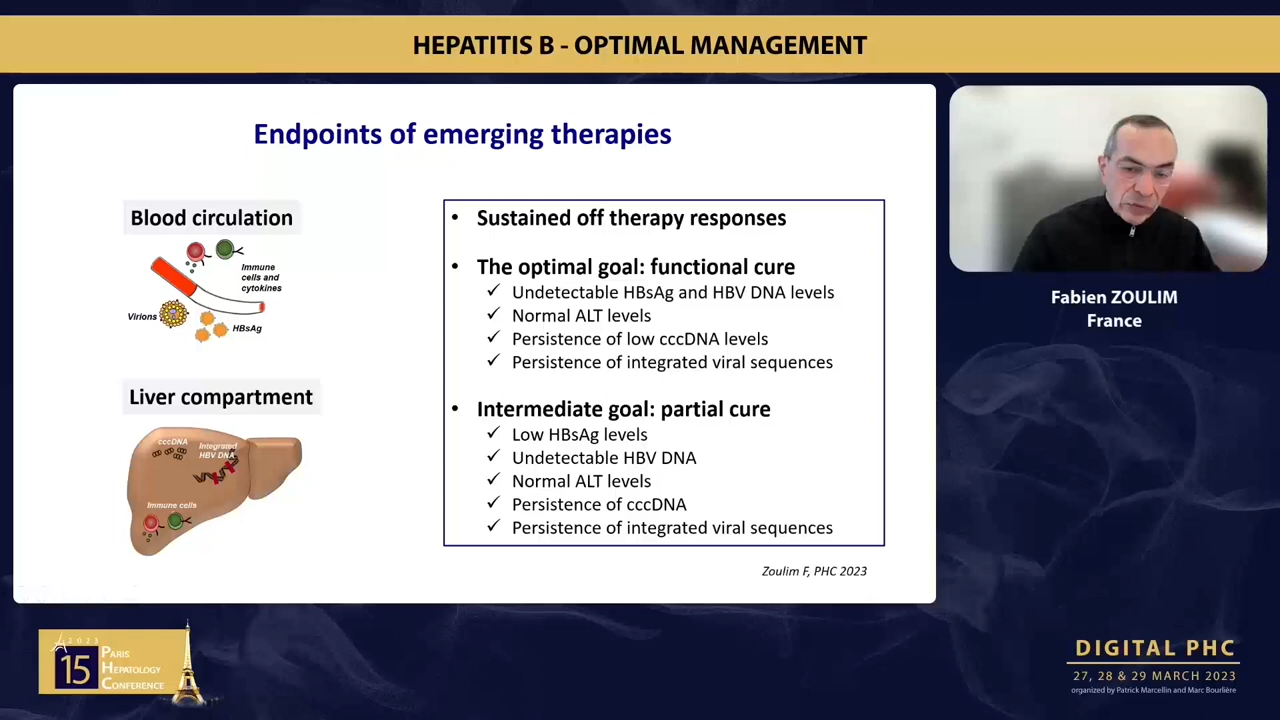 HEPATITIS B - OPTIMAL MANAGEMENT
Endpoints of emerging therapies
Blood circulation
Immune
cells and
cytokines
Virions
HBsAg
Liver compartment
cccDNA
Integrated
HBV DNA
Immune cells
• Sustained off therapy responses
• The optimal goal: functional cure
✓ Undetectable HBsAg and HBV DNA levels
✓ Normal ALT levels
✓ Persistence of low cccDNA levels
✓ Persistence of integrated viral sequences
• Intermediate goal: partial cure
✓ Low HBsAg levels
✓ Undetectable HBV DNA
✓ Normal ALT levels
✓ Persistence of cccDNA
✓ Persistence of integrated viral sequences
Zoulim F, PHC 2023
Fabien ZOULIM
France
2023
15
PARIS
HEPATOLOGY
CONFERENCE
DIGITAL PHC
27, 28 & 29 MARCH 2023
organized by Patrick Marcellin and Marc Bourlière